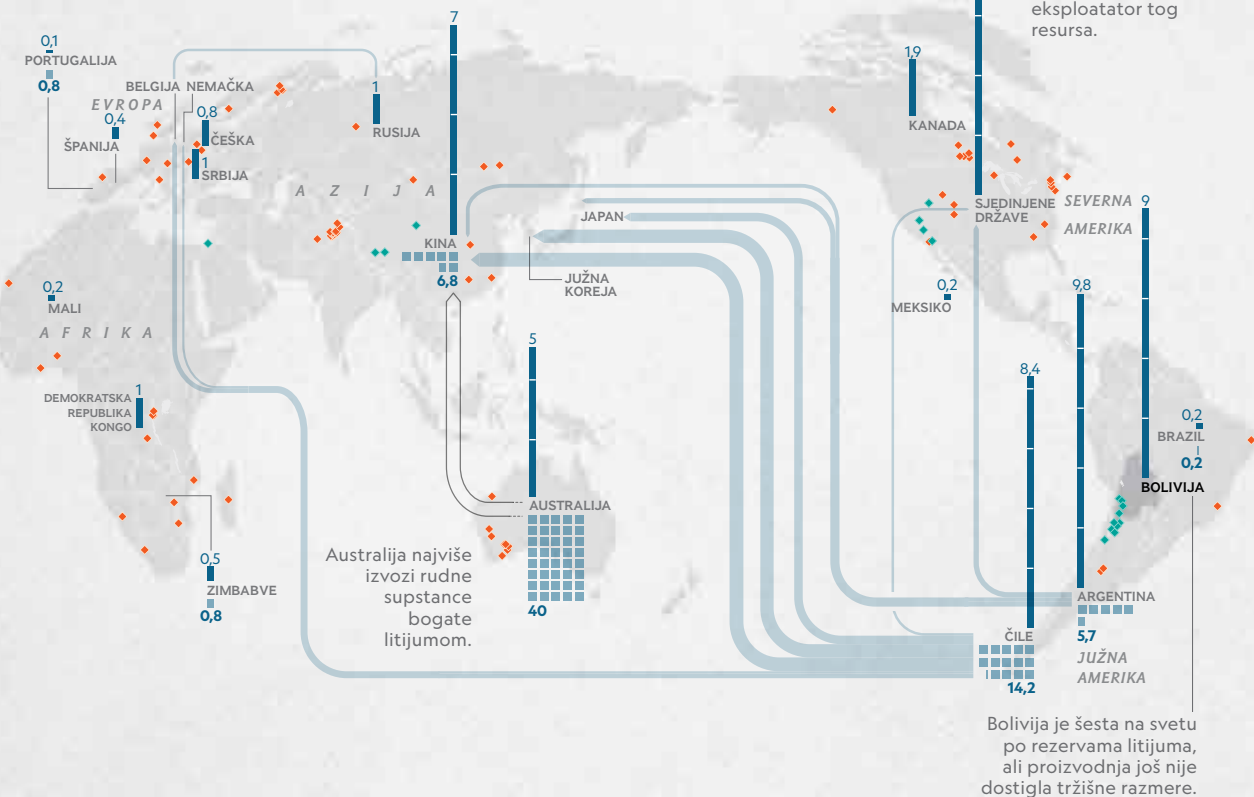 eksploatator tog
resursa.
7
0,1
PORTUGALIJA
0,8
BELGIJA
NEMAČKA
EVROPA
0,4
ŠPANIJA
0,8
ČEŠKA
1
SRBIJA
1
RUSIJA
1,9
KANADA
AZIJA
SJEDINJENE
DRŽAVE
SEVERNA
AMERIKA
9
JAPAN
KINA
6,8
JUŽNA
KOREJA
0,2
MEKSIKO
0,2
MALI
AFRIKA
9,8
5
8,4
1
DEMOKRATSKA
REPUBLIKA
KONGO
0,2
BRAZIL
0,2
BOLIVIJA
AUSTRALIJA
40
Australija najviše
izvozi rudne
supstance
bogate
litijumom.
0,5
ZIMBABVE
0,8
ARGENTINA
5,7
ČILE
14,2
JUŽNA
AMERIKA
Bolivija je šesta na svetu
po rezervama litijuma,
ali proizvodnja još nije
dostigla tržišne razmere.